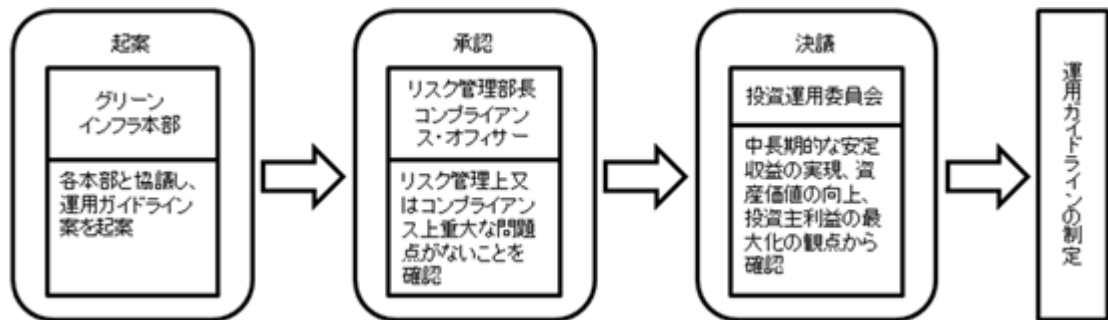 起案
グリーン
インフラ本部
各本部と協議し、
運用ガイドライン
案を起案
承認
リスク管理部長
コンプライアン
ス・オフィサー
リスク管理上又
はコンプライアン
ス上重大な問題
点がないことを
確認
決議
投資運用委員会
中長期的な安定
収益の実現、資
産価値の向上、
投資主利益の最
大化の観点から
確認
運用ガイドラインの制定